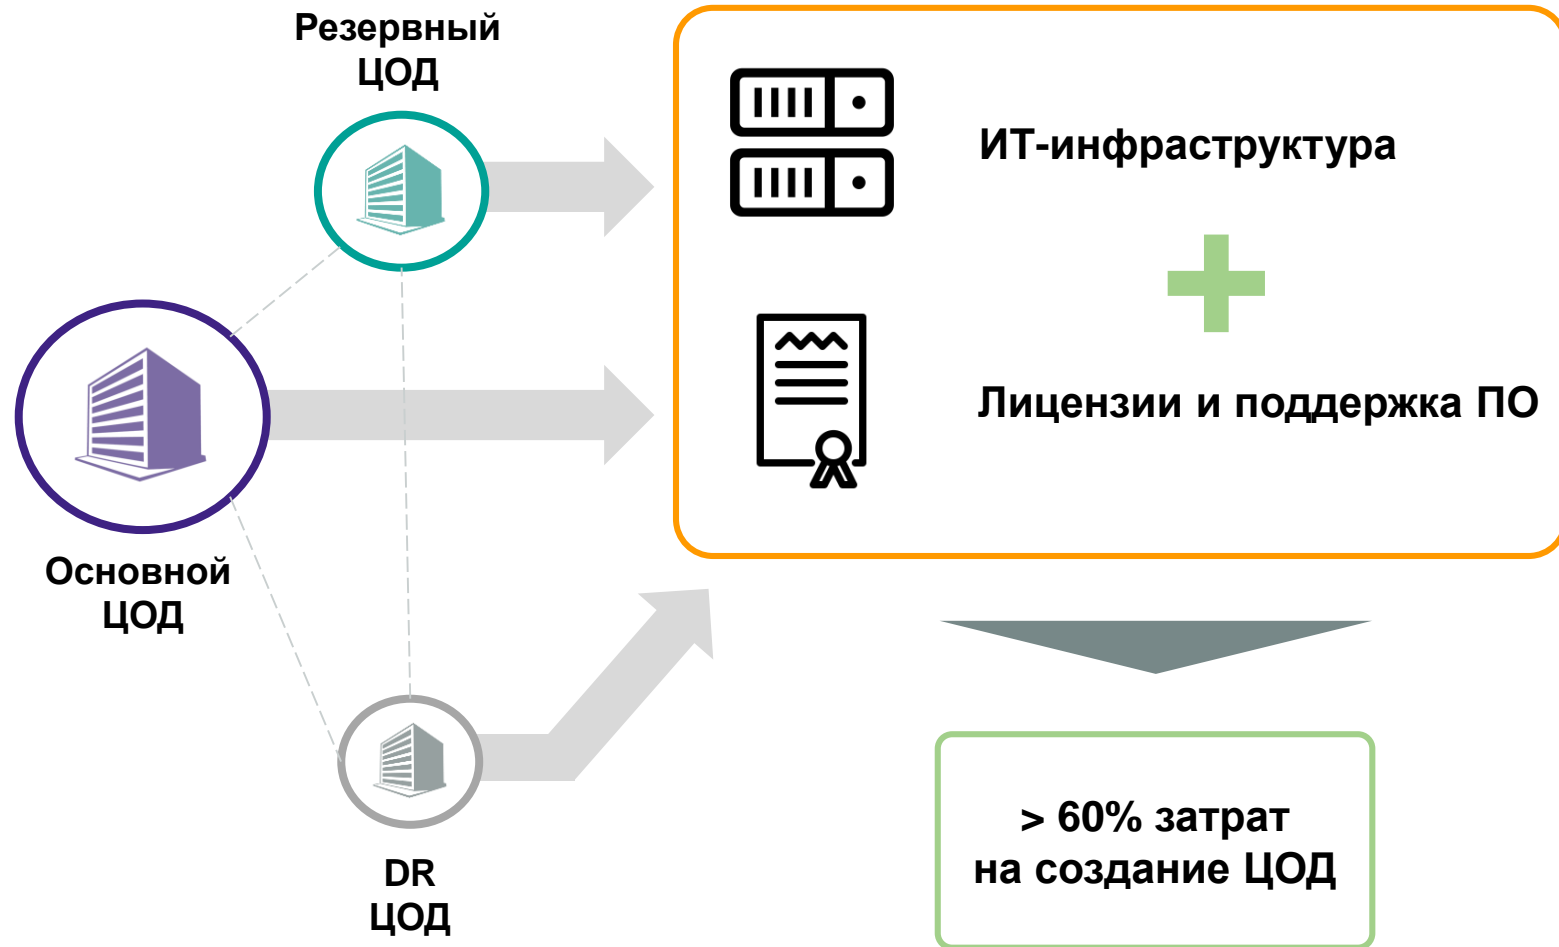 Резервный
ЦОД
ИТ-инфраструктура
Лицензии и поддержка ПО
Основной
ЦОД
DR
ЦОД
> 60% затрат
на создание ЦОД